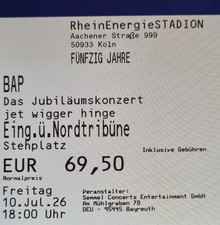 RheinEnergieSTADION
Aachener Straße 999
50933 Köln
FÜNFZIG JAHRE
BAP
Das Jubiläumskonzert
jet wigger hinge
Eing.ü.Nordtribüne
Stehplatz
Inklusive Gebühren
EUR 69,50
Normalpreis
Freitag
10.Jul.26
18:00 Uhr
Veranstalter:
Semmel Concerts Entertainment GmbH
Am Mühlgraben 70
DEU - 95445 Bayreuth